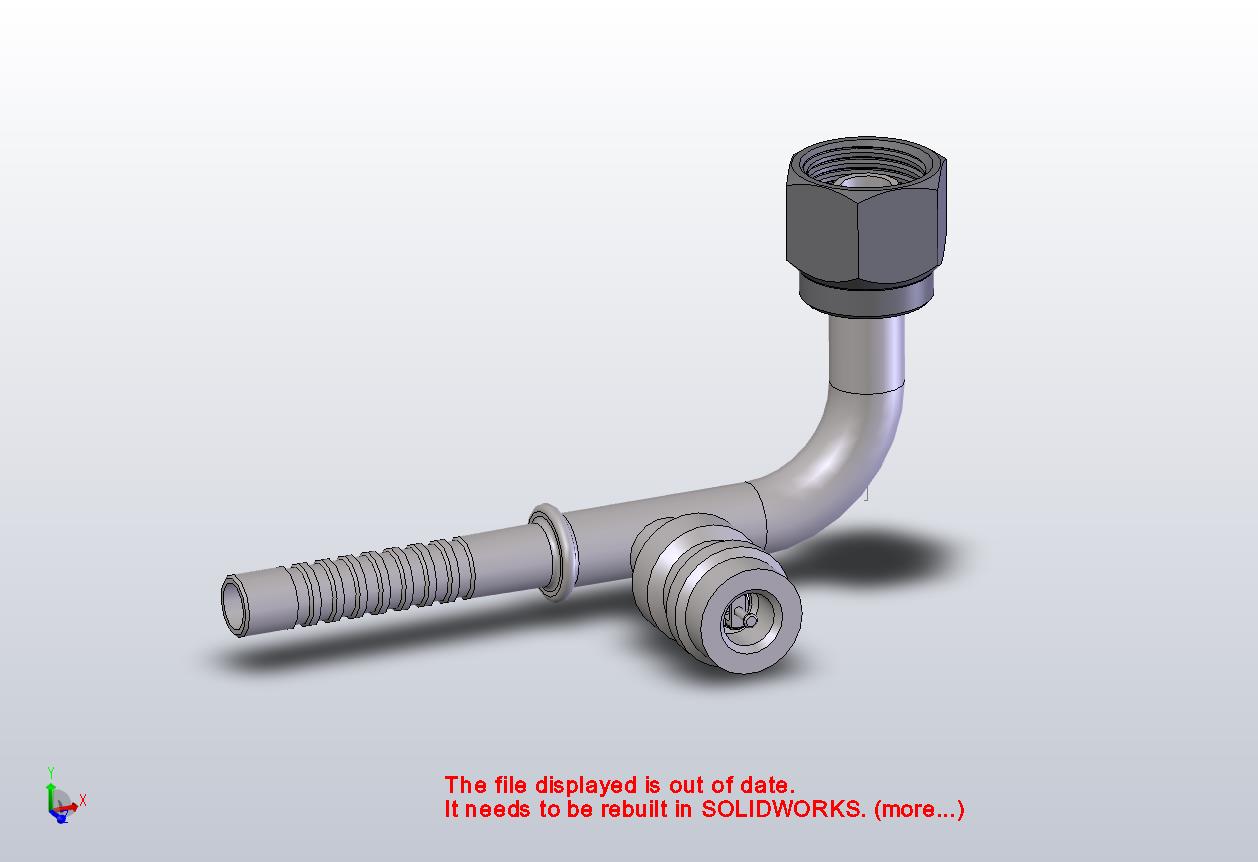 The file displayed is out of date.
It needs to be rebuilt in SOLIDWORKS. (more...)
Y
X
Z